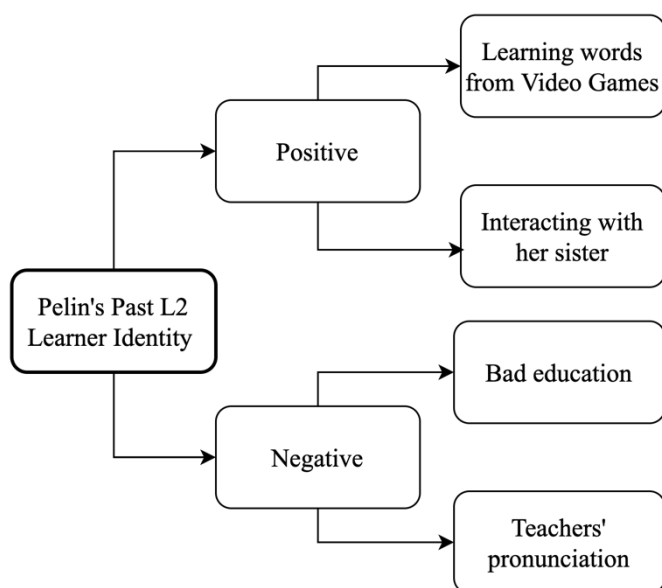 Learning words
from Video Games
Positive
Interacting with
her sister
Pelin's Past L2
Learner Identity
Bad education
Negative
Teachers'
pronunciation